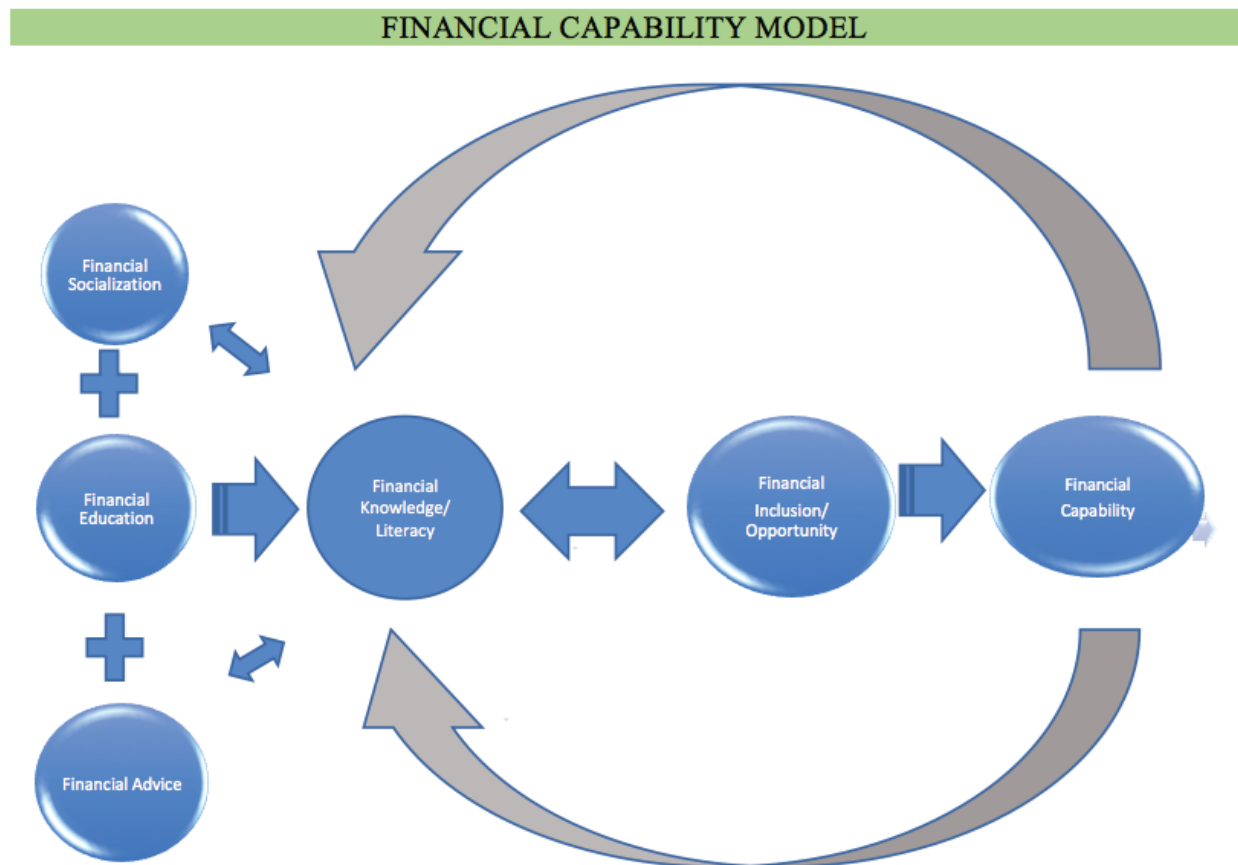 FINANCIAL CAPABILITY MODEL
Financial
Socialization
Financial
Education
Financial Advice
Financial
Knowledge/
Literacy
Financial
Inclusion/
Opportunity
Financial
Capability